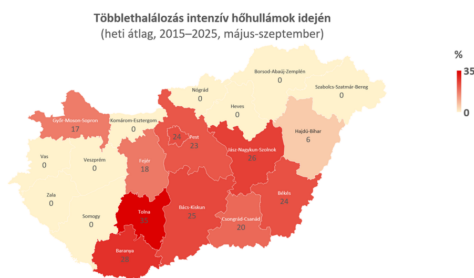 Többlethalálozás intenzív hőhullámok idején
(heti átlag, 2015–2025, május-szeptember)
%
35
0
Borsod-Abaúj-Zemplén
0
Szabolcs-Szatmár-Bereg
0
Nógrád
0
Heves
0
Győr-Moson-Sopron
17
Komárom-Esztergom
0
Pest
23
24
Jász-Nagykun-Szolnok
Hajdú-Bihar
6
Vas
0
Veszprém
0
Fejér
18
Zala
0
Somogy
0
Tolna
Bács-Kiskun
25
Békés
24
Csongrád-Csanád
20
Baranya